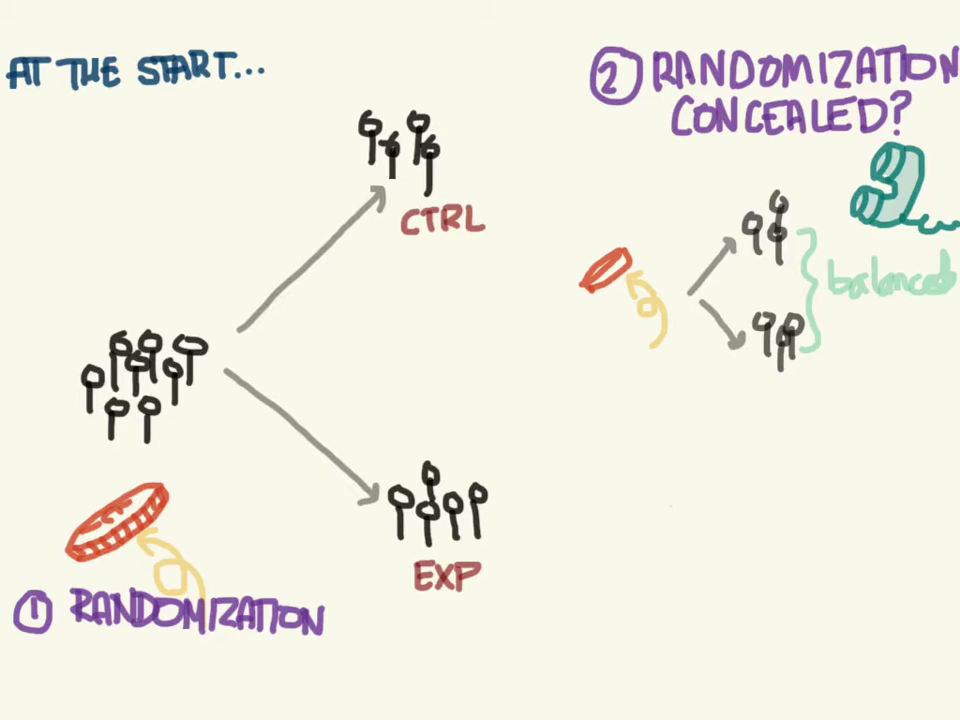 AT THE START...
CTRL
EXP
① RANDOMIZATION
② RANDOMIZATION
CONCEALED?
balanced